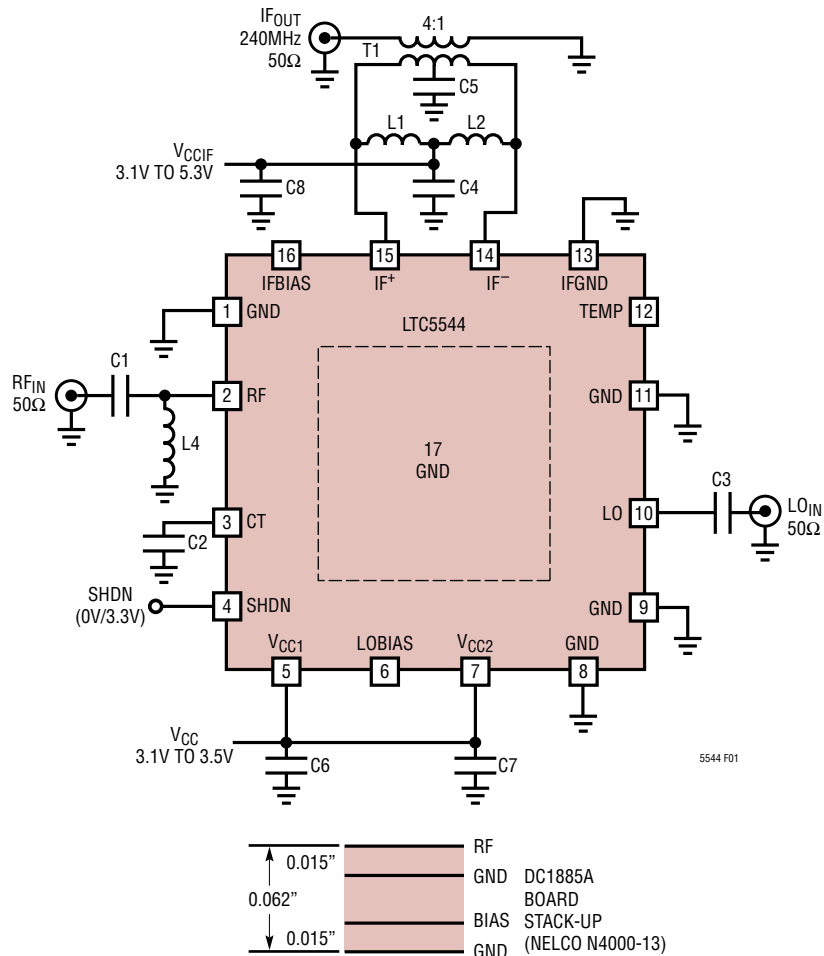 IFOUT
240MHz
50Ω
4:1
T1
C5
L1
L2
VCCIF
3.1V TO 5.3V
C8
C4
16
15
14
13
IFBIAS
IF+
IF−
IFGND
1
GND
LTC5544
TEMP
12
C1
RFIN
50Ω
2
RF
L4
GND
11
17
GND
C3
LO
10
LOIN
50Ω
3
CT
C2
SHDN
(0V/3.3V)
4
SHDN
GND
9
VCC1
LOBIAS
VCC2
GND
5
6
7
8
VCC
3.1V TO 3.5V
C6
C7
5544 F01
RF
0.015”
GND
0.062”
BIAS
0.015”
GND
DC1885A
BOARD
STACK-UP
(NELCO N4000-13)